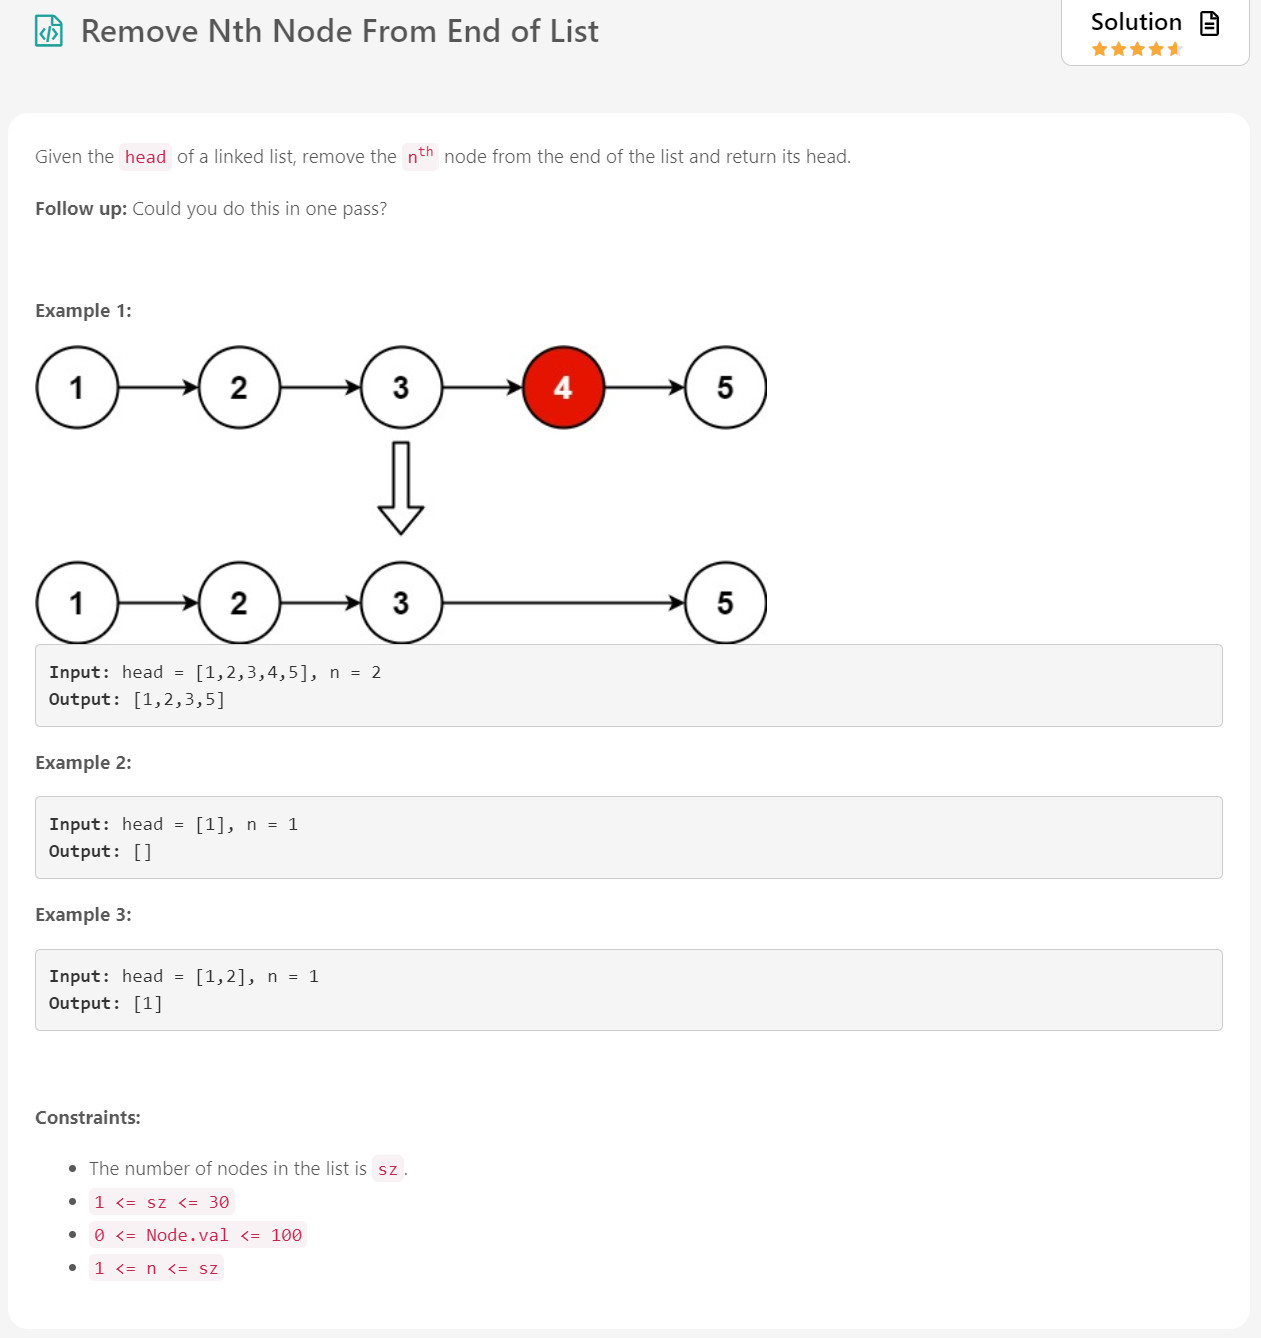 Remove Nth Node From End of List
Solution
Given the head of a linked list, remove the nth node from the end of the list and return its head.
Follow up: Could you do this in one pass?
Example 1:
1 2 3 4 5
1 2 3 5
Input: head = [1,2,3,4,5], n = 2
Output: [1,2,3,5]
Example 2:
Input: head = [1], n = 1
Output: []
Example 3:
Input: head = [1,2], n = 1
Output: [1]
Constraints:
• The number of nodes in the list is sz.
• 1 <= sz <= 30
• 0 <= Node.val <= 100
• 1 <= n <= sz